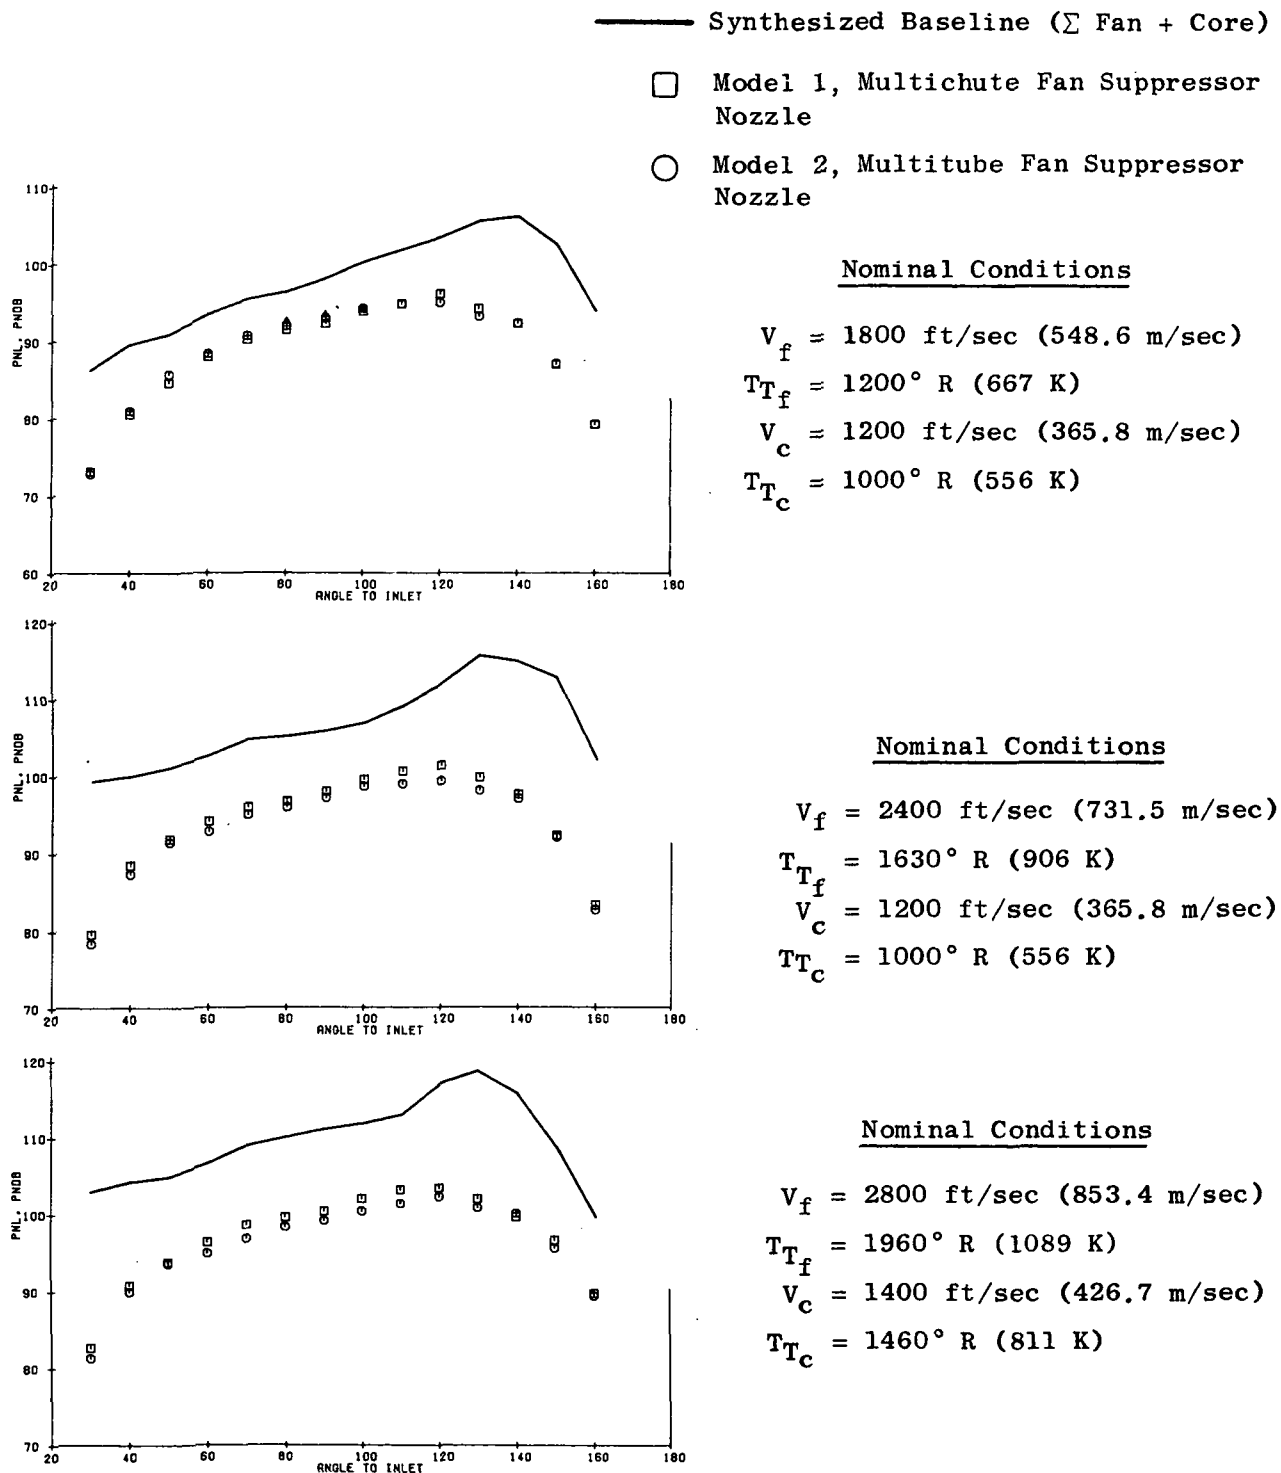 Synthesized Baseline (Σ Fan + Core)
Model 1, Multichute Fan Suppressor
Nozzle
Model 2, Multitube Fan Suppressor
Nozzle
110
100
90
80
70
60
PNL, PNDB
20 40 60 80 100 120 140 160 180
ANGLE TO INLET
Nominal Conditions
V_f = 1800 ft/sec (548.6 m/sec)
T_T_f = 1200° R (667 K)
V_c = 1200 ft/sec (365.8 m/sec)
T_T_c = 1000° R (556 K)
120
110
100
90
80
70
PNL, PNDB
20 40 60 80 100 120 140 160 180
ANGLE TO INLET
Nominal Conditions
V_f = 2400 ft/sec (731.5 m/sec)
T_T_f = 1630° R (906 K)
V_c = 1200 ft/sec (365.8 m/sec)
T_T_c = 1000° R (556 K)
120
110
100
90
80
70
PNL, PNDB
20 40 60 80 100 120 140 160 180
ANGLE TO INLET
Nominal Conditions
V_f = 2800 ft/sec (853.4 m/sec)
T_T_f = 1960° R (1089 K)
V_c = 1400 ft/sec (426.7 m/sec)
T_T_c = 1460° R (811 K)